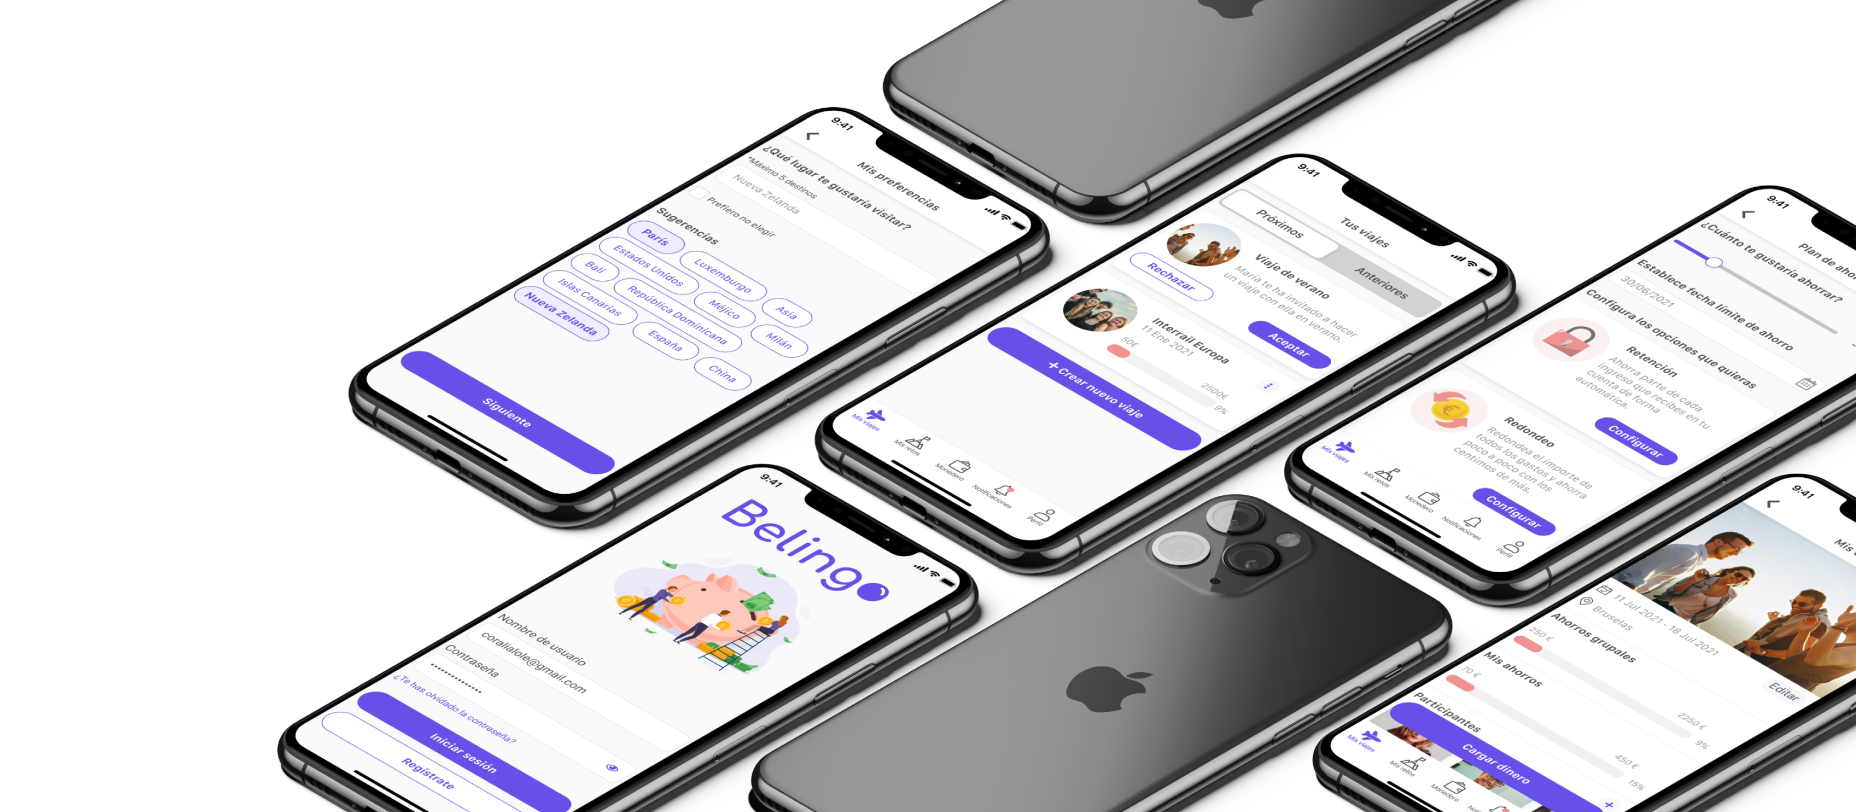 9:41
Mis preferencias
¿Qué lugar te gustaría visitar?
*Máximo 5 destinos
Nueva Zelanda
Prefiero no elegir
Sugerencias
París
Luxemburgo
Asia
Estados Unidos
Méjico
Milán
Bali
República Dominicana
Islas Canarias
España
China
Nueva Zelanda
Siguiente
9:41
Tus viajes
Próximos
Anteriores
Viaje de verano
María te ha invitado a hacer
un viaje con ella en verano.
Rechazar
Aceptar
Interrail Europa
11 Ene 2021
50€
2500€
9%
+ Crear nuevo viaje
Mis viajes
Mis retos
Monedero
Notificaciones
Perfil
9:41
Plan de
¿Cuánto te gustaría ahorrar?
Establece fecha límite de ahorro
30/06/2021
Configura los opciones que quieras
Retención
Ahorra parte de cada
ingreso que recibes en tu
cuenta de forma
automática.
Configurar
Redondeo
Redondea el importe de
todos los gastos y ahorra
poco a poco con los
centimos de más.
Configurar
Mis viajes
Mis retos
Monedero
Notificaciones
Perfil
9:41
Belingo
Nombre de usuario
coralialole@gmail.com
Contraseña
•••••••••••••
¿Te has olvidado la contraseña?
Iniciar sesión
Regístrate
9:41
Mis
Editar
11 Jul 2021 - 18 Jul 2021
Bruselas
Ahorros grupales
250 €
2250 €
9%
Mis ahorros
70 €
450 €
15%
Participantes
Cargar dinero
+
Mis viajes
Mis retos
Monedero